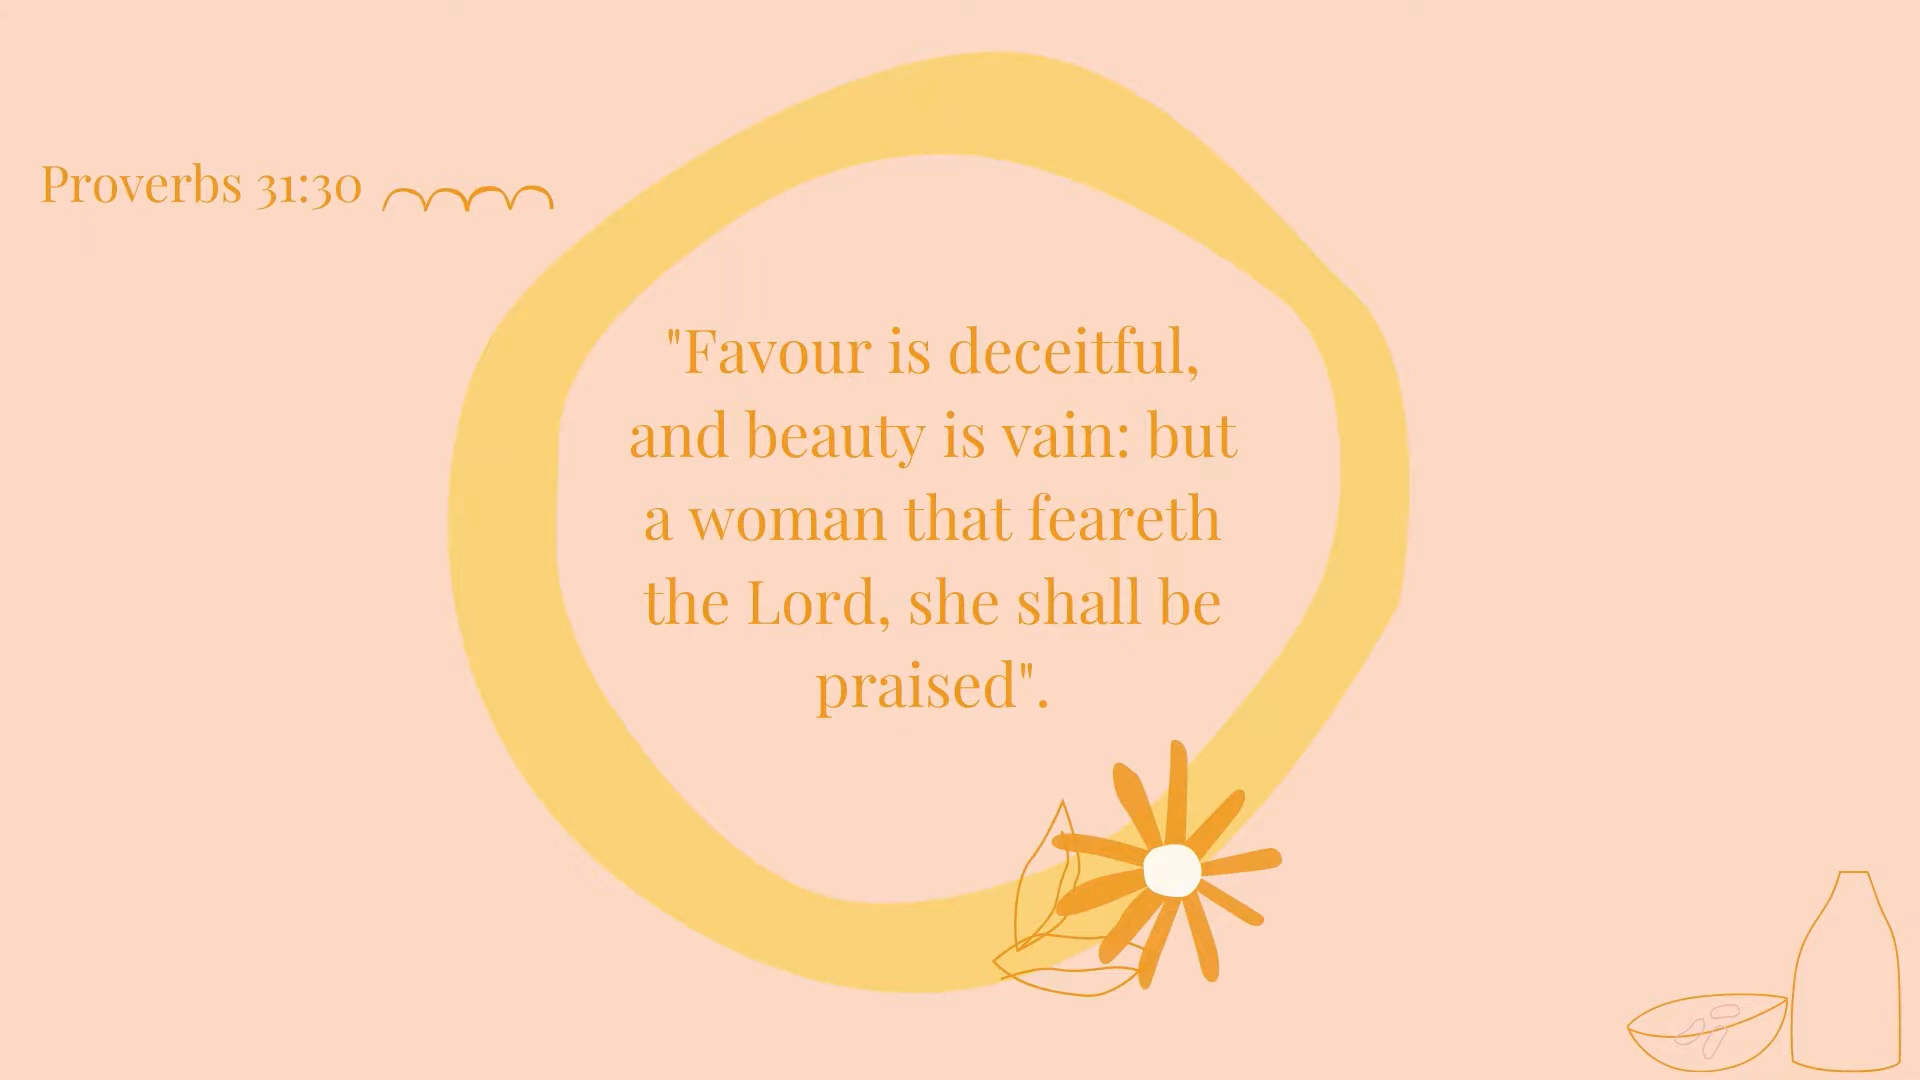 Proverbs 31:30
"Favour is deceitful,
and beauty is vain: but
a woman that feareth
the Lord, she shall be
praised".